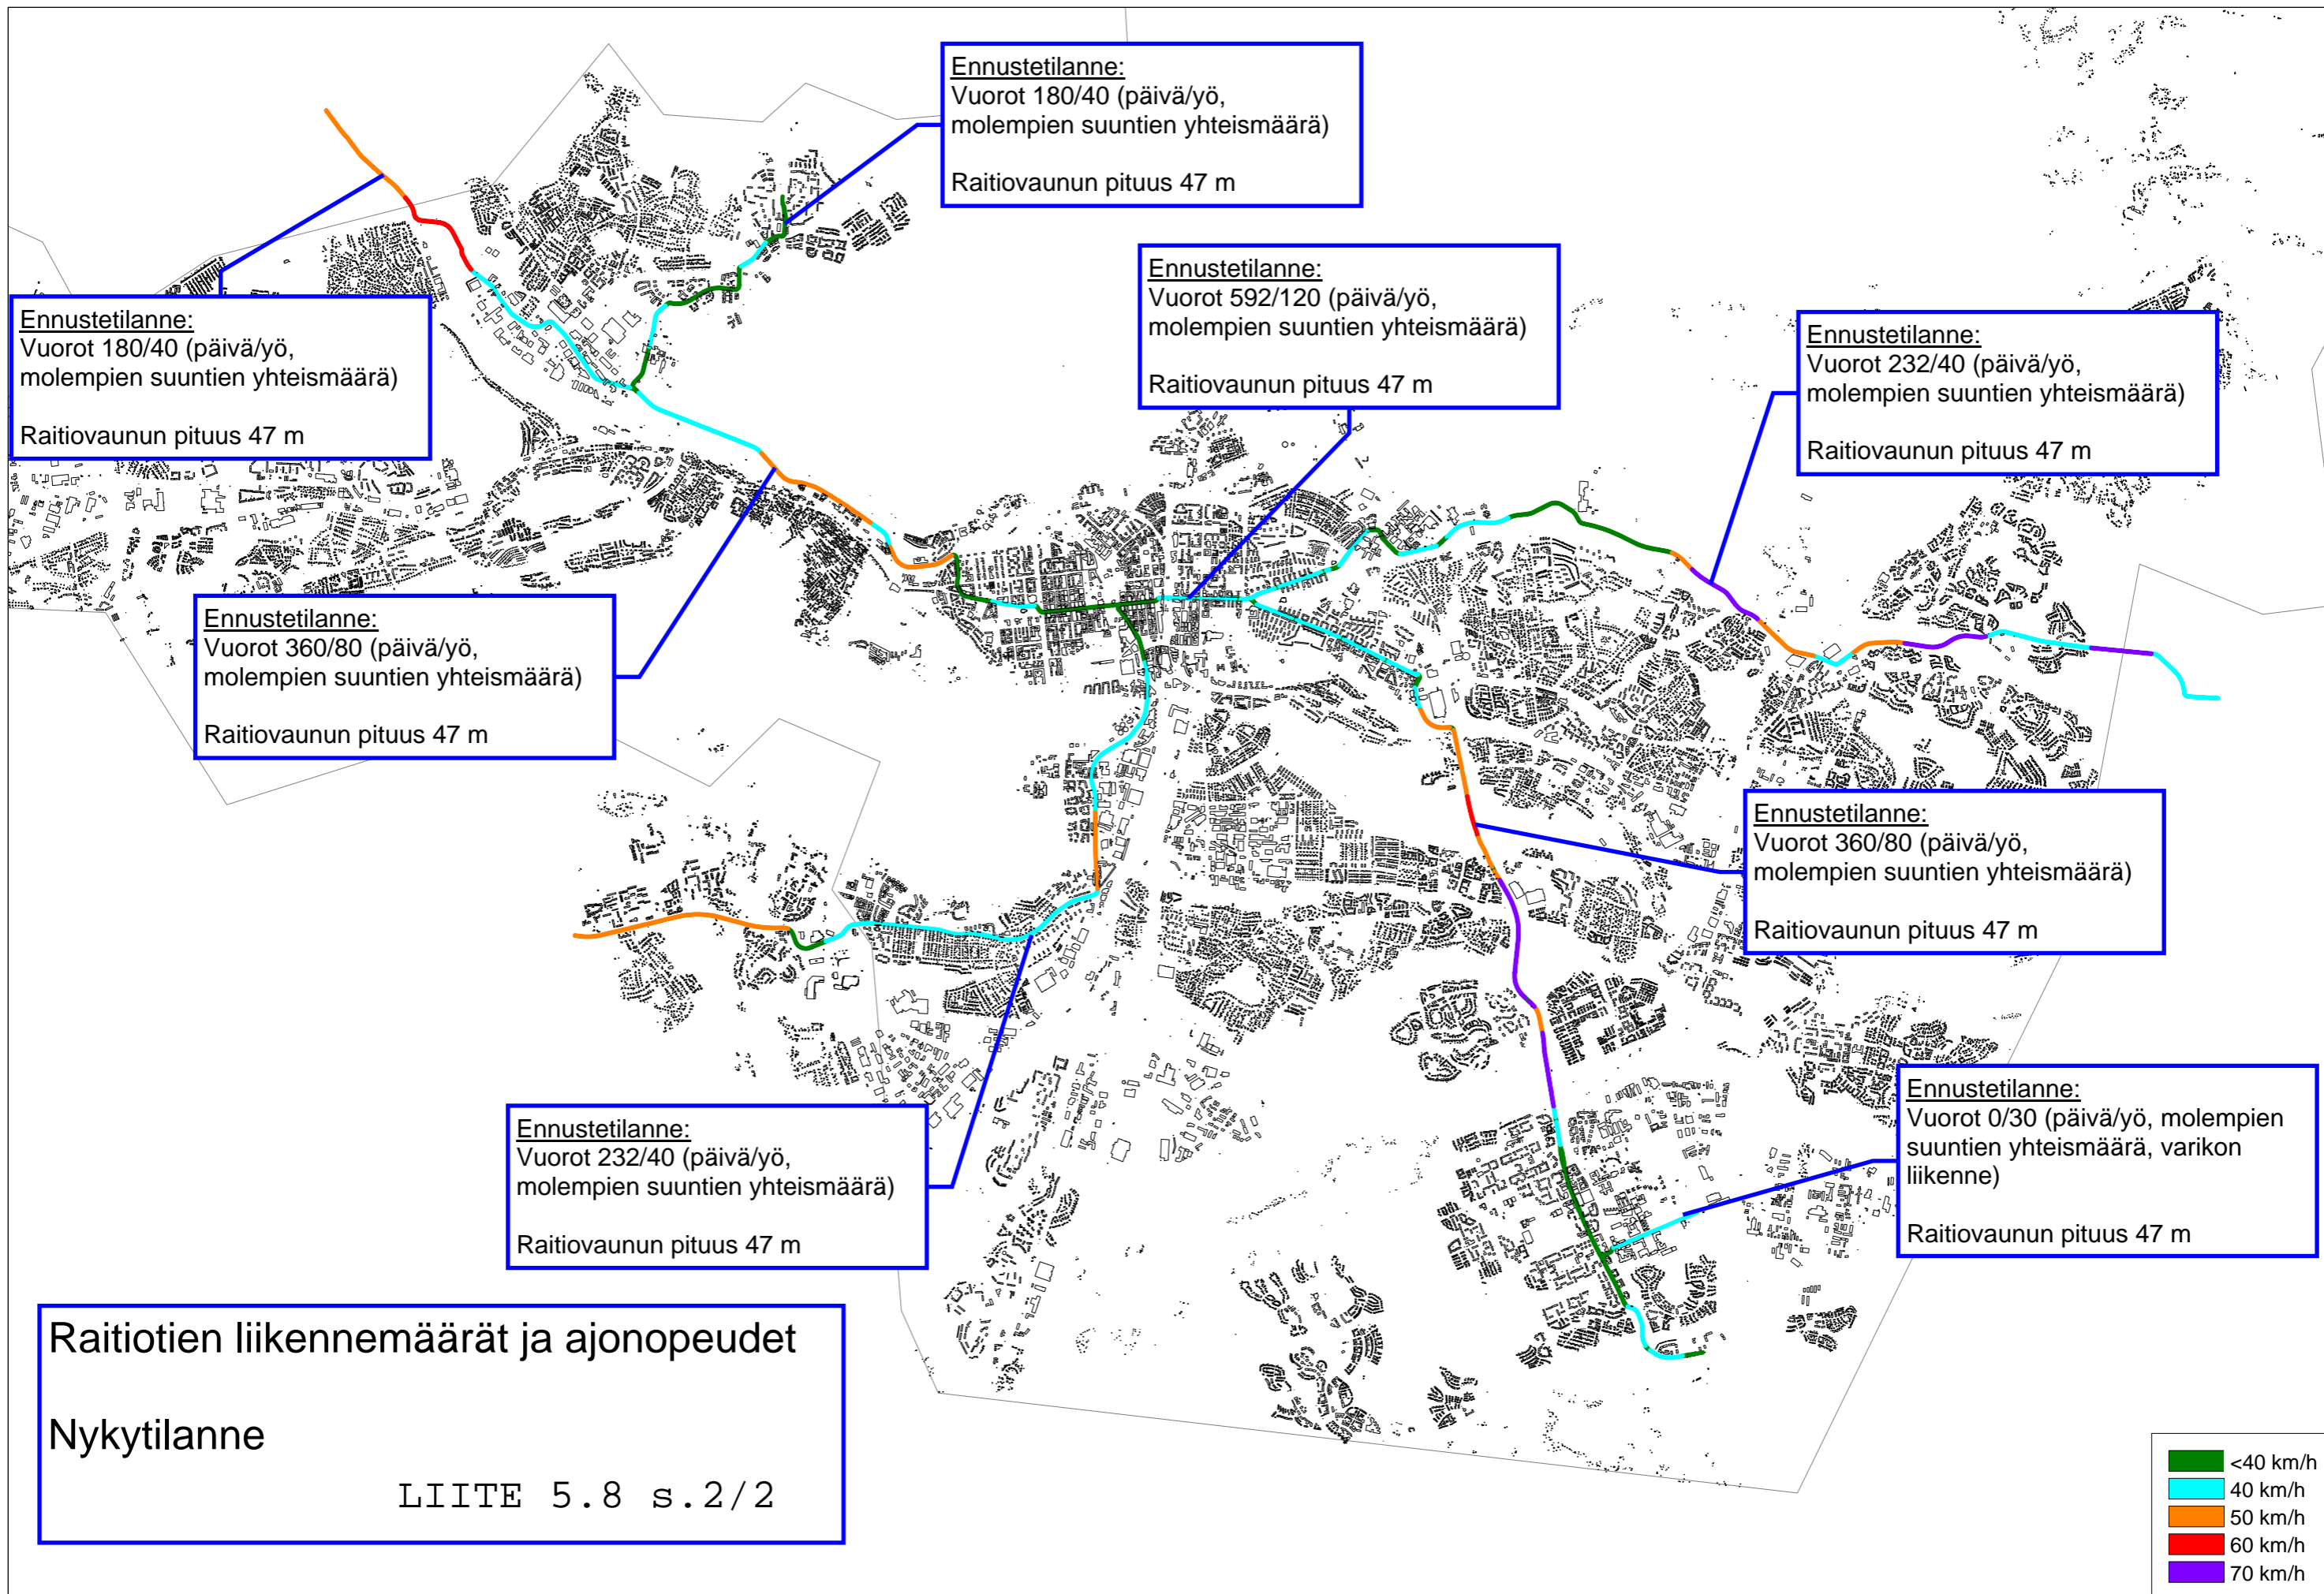 Ennustetilanne:
Vuorot 180/40 (päivä/yö,
molempien suuntien yhteismäärä)
Raitiovaunun pituus 47 m
Ennustetilanne:
Vuorot 592/120 (päivä/yö,
molempien suuntien yhteismäärä)
Raitiovaunun pituus 47 m
Ennustetilanne:
Vuorot 180/40 (päivä/yö,
molempien suuntien yhteismäärä)
Raitiovaunun pituus 47 m
Ennustetilanne:
Vuorot 232/40 (päivä/yö,
molempien suuntien yhteismäärä)
Raitiovaunun pituus 47 m
Ennustetilanne:
Vuorot 360/80 (päivä/yö,
molempien suuntien yhteismäärä)
Raitiovaunun pituus 47 m
Ennustetilanne:
Vuorot 360/80 (päivä/yö,
molempien suuntien yhteismäärä)
Raitiovaunun pituus 47 m
Ennustetilanne:
Vuorot 232/40 (päivä/yö,
molempien suuntien yhteismäärä)
Raitiovaunun pituus 47 m
Ennustetilanne:
Vuorot 0/30 (päivä/yö, molempien
suuntien yhteismäärä, varikon
liikenne)
Raitiovaunun pituus 47 m
Raitiotien liikennemäärät ja ajonopeudet
Nykytilanne
LIITE 5.8 s.2/2
<40 km/h
40 km/h
50 km/h
60 km/h
70 km/h